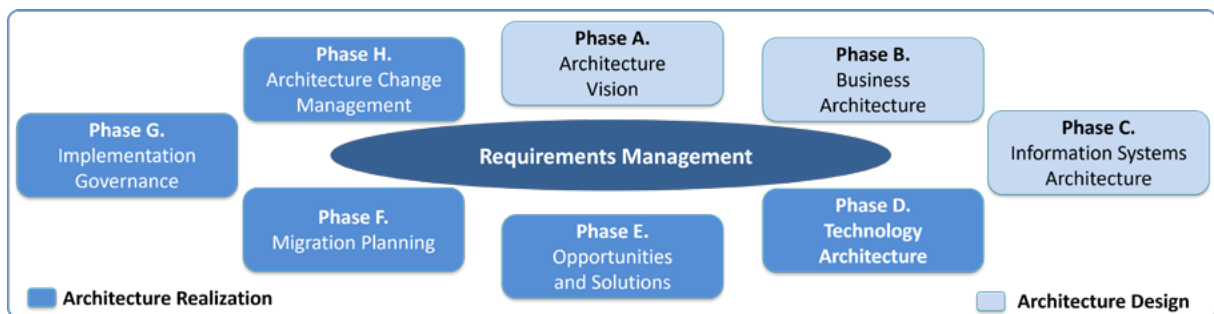 Phase A.
Architecture
Vision
Phase B.
Business
Architecture
Phase C.
Information Systems
Architecture
Phase D.
Technology
Architecture
Phase E.
Opportunities
and Solutions
Phase F.
Migration Planning
Phase G.
Implementation
Governance
Phase H.
Architecture Change
Management
Requirements Management
Architecture Realization
Architecture Design